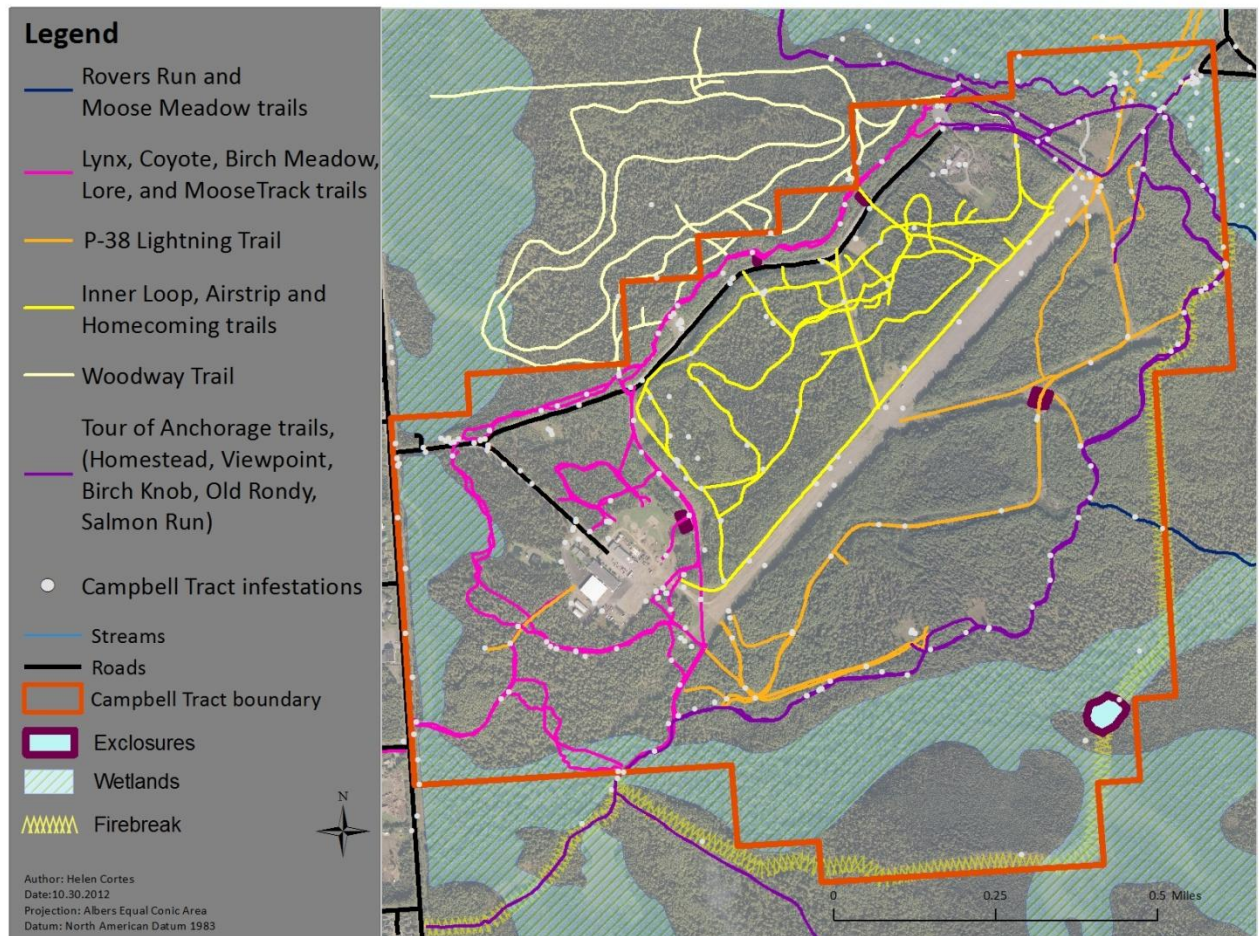 Legend
Rovers Run and
Moose Meadow trails
Lynx, Coyote, Birch Meadow,
Lore, and MooseTrack trails
P-38 Lightning Trail
Inner Loop, Airstrip and
Homecoming trails
Woodway Trail
Tour of Anchorage trails,
(Homestead, Viewpoint,
Birch Knob, Old Rondy,
Salmon Run)
Campbell Tract infestations
Streams
Roads
Campbell Tract boundary
Exclosures
Wetlands
Firebreak
N
Author: Helen Cortes
Date:10.30.2012
Projection: Albers Equal Conic Area
Datum: North American Datum 1983
0 0.25 0.5 Miles